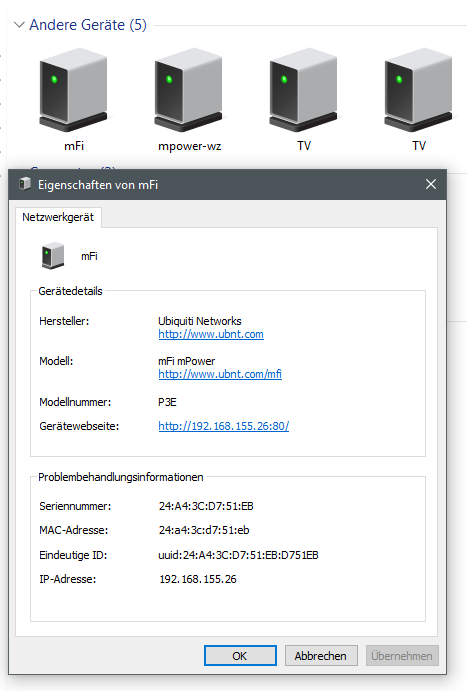 Andere Geräte (5)
mFi
mpower-wz
TV
TV
Eigenschaften von mFi
Netzwerkgerät
mFi
Gerätedetails
Hersteller: Ubiquiti Networks
http://www.ubnt.com
Modell: mFi mPower
http://www.ubnt.com/mfi
Modellnummer: P3E
Gerätewebseite: http://192.168.155.26:80/
Problembehandlungsinformationen
Seriennummer: 24:A4:3C:D7:51:EB
MAC-Adresse: 24:a4:3c:d7:51:eb
Eindeutige ID: uuid:24:A4:3C:D7:51:EB:D751EB
IP-Adresse: 192.168.155.26
OK
Abbrechen
Übernehmen